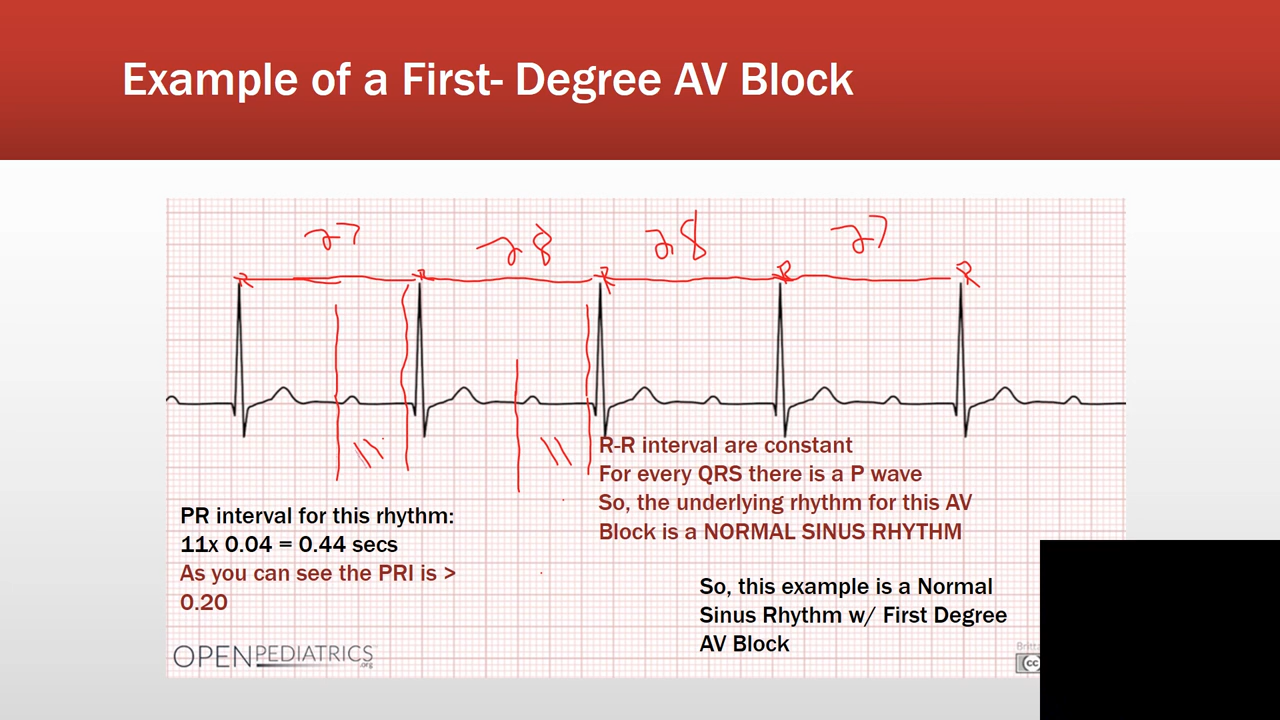 Example of a First- Degree AV Block
27 28 28 27
R R R R R
11 11
R-R interval are constant
For every QRS there is a P wave
So, the underlying rhythm for this AV
Block is a NORMAL SINUS RHYTHM
PR interval for this rhythm:
11x 0.04 = 0.44 secs
As you can see the PRI is >
0.20
So, this example is a Normal
Sinus Rhythm w/ First Degree
AV Block
OPENPEDIATRICS
.org
cc